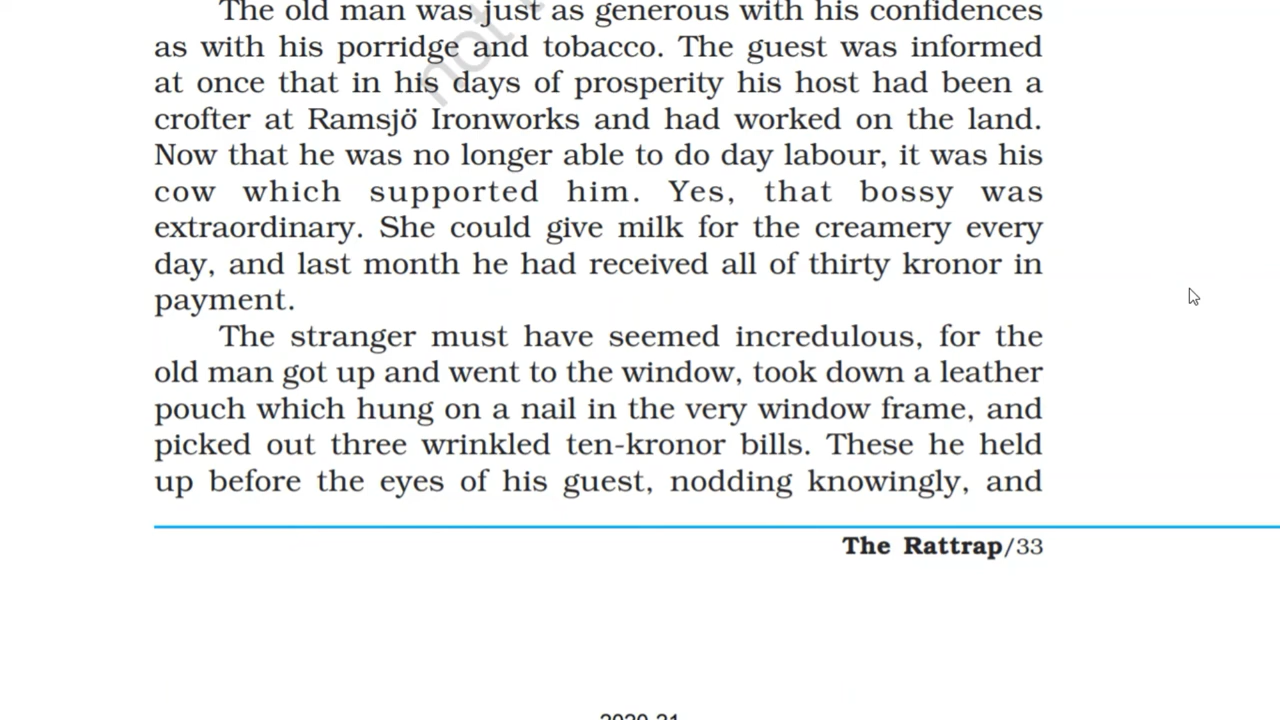 The old man was just as generous with his confidences
as with his porridge and tobacco. The guest was informed
at once that in his days of prosperity his host had been a
crofter at Ramsjö Ironworks and had worked on the land.
Now that he was no longer able to do day labour, it was his
cow which supported him. Yes, that bossy was
extraordinary. She could give milk for the creamery every
day, and last month he had received all of thirty kronor in
payment.
The stranger must have seemed incredulous, for the
old man got up and went to the window, took down a leather
pouch which hung on a nail in the very window frame, and
picked out three wrinkled ten-kronor bills. These he held
up before the eyes of his guest, nodding knowingly, and
The Rattrap/33
2020-21